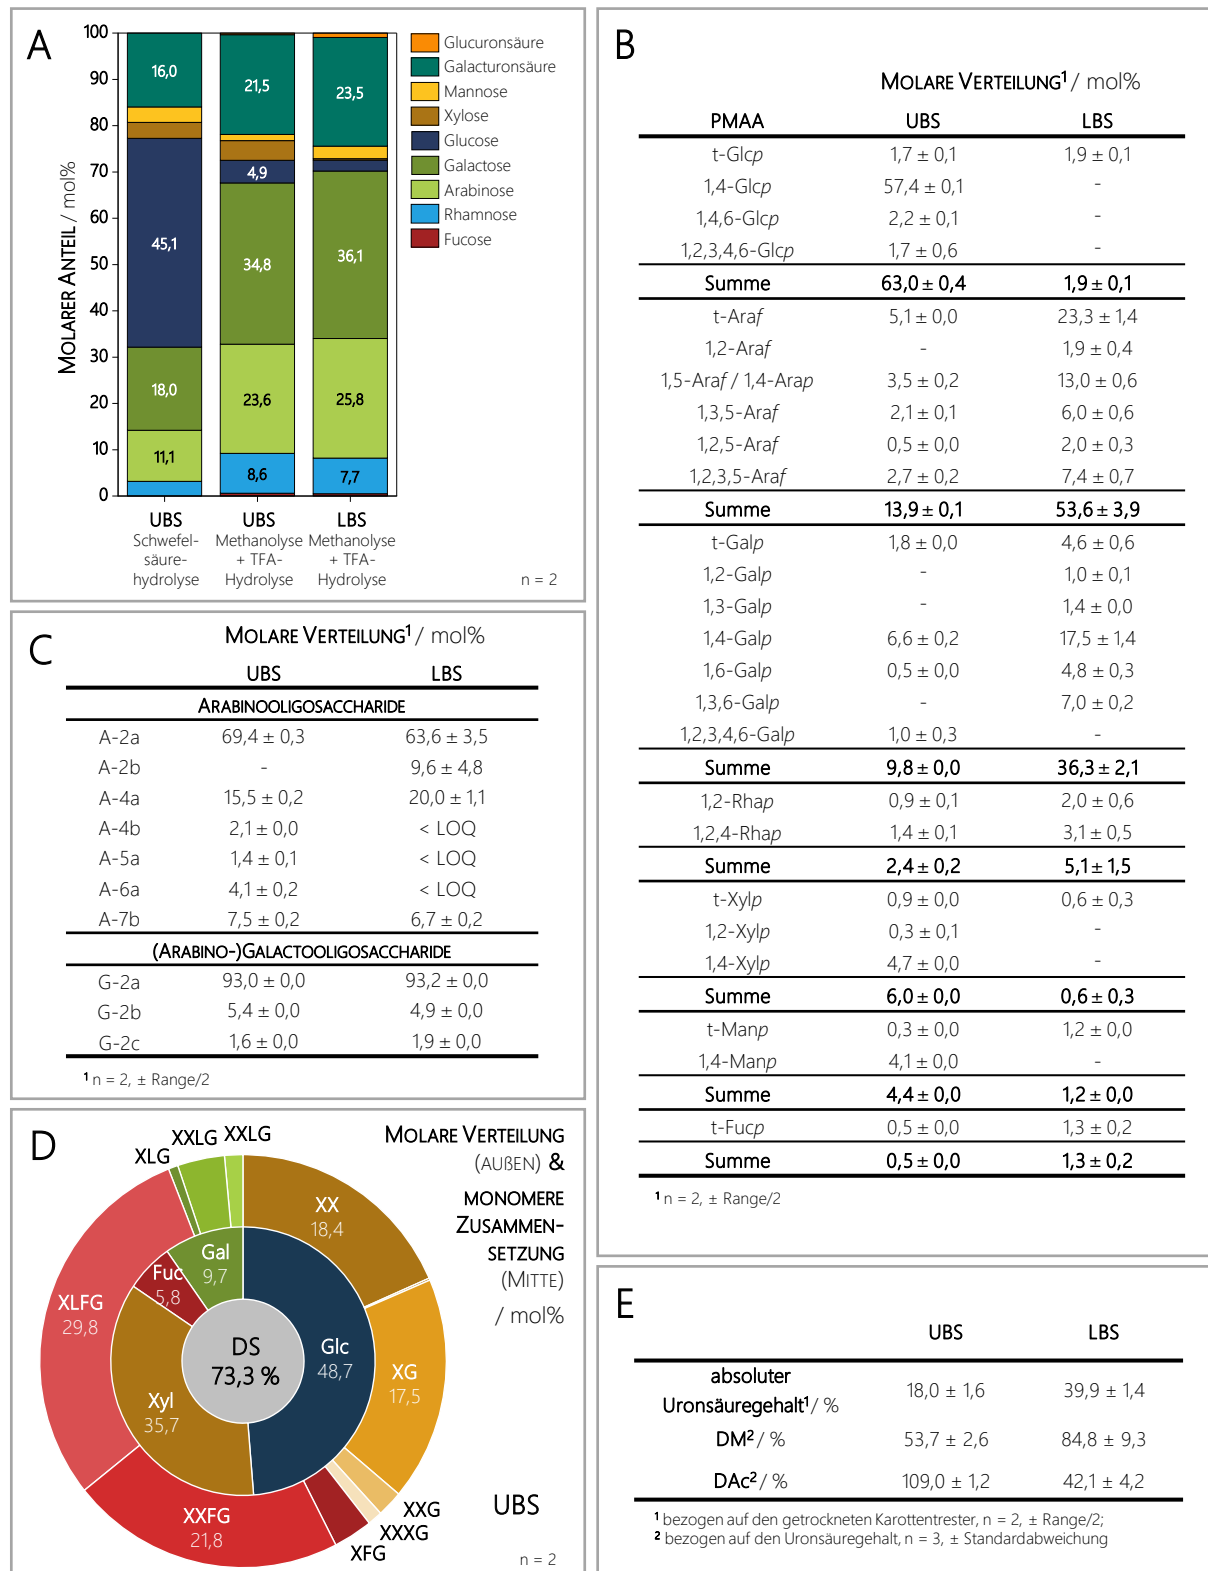 A
MOLARER ANTEIL / mol%
100
90
80
70
60
50
40
30
20
10
0
16,0
45,1
18,0
11,1
21,5
4,9
34,8
23,6
8,6
23,5
36,1
25,8
7,7
Glucuronsäure
Galacturonsäure
Mannose
Xylose
Glucose
Galactose
Arabinose
Rhamnose
Fucose
UBS UBS LBS
Schwefel- Methanolyse Methanolyse
säure- + TFA- + TFA-
hydrolyse Hydrolyse Hydrolyse
n = 2
B
MOLARE VERTEILUNG¹ / mol%
PMAA UBS LBS
t-Glcp 1,7 ± 0,1 1,9 ± 0,1
1,4-Glcp 57,4 ± 0,1 -
1,4,6-Glcp 2,2 ± 0,1 -
1,2,3,4,6-Glcp 1,7 ± 0,6 -
Summe 63,0 ± 0,4 1,9 ± 0,1
t-Araf 5,1 ± 0,0 23,3 ± 1,4
1,2-Araf - 1,9 ± 0,4
1,5-Araf / 1,4-Arap 3,5 ± 0,2 13,0 ± 0,6
1,3,5-Araf 2,1 ± 0,1 6,0 ± 0,6
1,2,5-Araf 0,5 ± 0,0 2,0 ± 0,3
1,2,3,5-Araf 2,7 ± 0,2 7,4 ± 0,7
Summe 13,9 ± 0,1 53,6 ± 3,9
t-Galp 1,8 ± 0,0 4,6 ± 0,6
1,2-Galp - 1,0 ± 0,1
1,3-Galp - 1,4 ± 0,0
1,4-Galp 6,6 ± 0,2 17,5 ± 1,4
1,6-Galp 0,5 ± 0,0 4,8 ± 0,3
1,3,6-Galp - 7,0 ± 0,2
1,2,3,4,6-Galp 1,0 ± 0,3 -
Summe 9,8 ± 0,0 36,3 ± 2,1
1,2-Rhap 0,9 ± 0,1 2,0 ± 0,6
1,2,4-Rhap 1,4 ± 0,1 3,1 ± 0,5
Summe 2,4 ± 0,2 5,1 ± 1,5
t-Xylp 0,9 ± 0,0 0,6 ± 0,3
1,2-Xylp 0,3 ± 0,1 -
1,4-Xylp 4,7 ± 0,0 -
Summe 6,0 ± 0,0 0,6 ± 0,3
t-Manp 0,3 ± 0,0 1,2 ± 0,0
1,4-Manp 4,1 ± 0,0 -
Summe 4,4 ± 0,0 1,2 ± 0,0
t-Fucp 0,5 ± 0,0 1,3 ± 0,2
Summe 0,5 ± 0,0 1,3 ± 0,2
¹ n = 2, ± Range/2
C
MOLARE VERTEILUNG¹ / mol%
UBS LBS
ARABINOOLIGOSACCHARIDE
A-2a 69,4 ± 0,3 63,6 ± 3,5
A-2b - 9,6 ± 4,8
A-4a 15,5 ± 0,2 20,0 ± 1,1
A-4b 2,1 ± 0,0 < LOQ
A-5a 1,4 ± 0,1 < LOQ
A-6a 4,1 ± 0,2 < LOQ
A-7b 7,5 ± 0,2 6,7 ± 0,2
(ARABINO-)GALACTOOLIGOSACCHARIDE
G-2a 93,0 ± 0,0 93,2 ± 0,0
G-2b 5,4 ± 0,0 4,9 ± 0,0
G-2c 1,6 ± 0,0 1,9 ± 0,0
¹ n = 2, ± Range/2
D
MOLARE VERTEILUNG
(AUßEN) &
MONOMERE
ZUSAMMEN-
SETZUNG
(MITTE)
/ mol%
XLG
XXLG
XXLG
XX
18,4
XG
17,5
XXG
XXXG
XFG
XXFG
21,8
XLFG
29,8
Gal
9,7
Fuc
5,8
Xyl
35,7
Glc
48,7
DS
73,3 %
UBS
n = 2
E
UBS LBS
absoluter
Uronsäuregehalt¹ / % 18,0 ± 1,6 39,9 ± 1,4
DM² / % 53,7 ± 2,6 84,8 ± 9,3
DAc² / % 109,0 ± 1,2 42,1 ± 4,2
¹ bezogen auf den getrockneten Karottentrester, n = 2, ± Range/2;
² bezogen auf den Uronsäuregehalt, n = 3, ± Standardabweichung